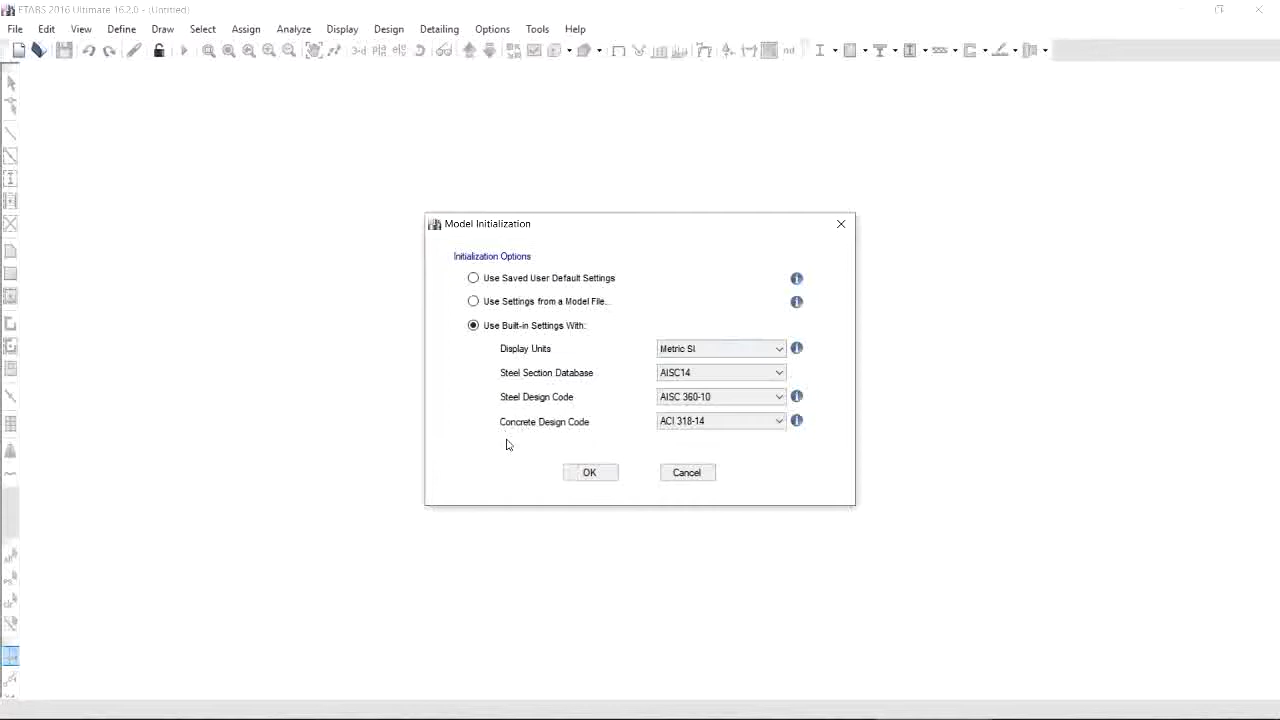 ETABS 2016 Ultimate 16.2.0 - (Untitled)
File Edit View Define Draw Select Assign Analyze Display Design Detailing Options Tools Help
3-d
nd
Model Initialization
Initialization Options
Use Saved User Default Settings
Use Settings from a Model File...
Use Built-in Settings With:
Display Units Metric SI
Steel Section Database AISC14
Steel Design Code AISC 360-10
Concrete Design Code ACI 318-14
OK Cancel